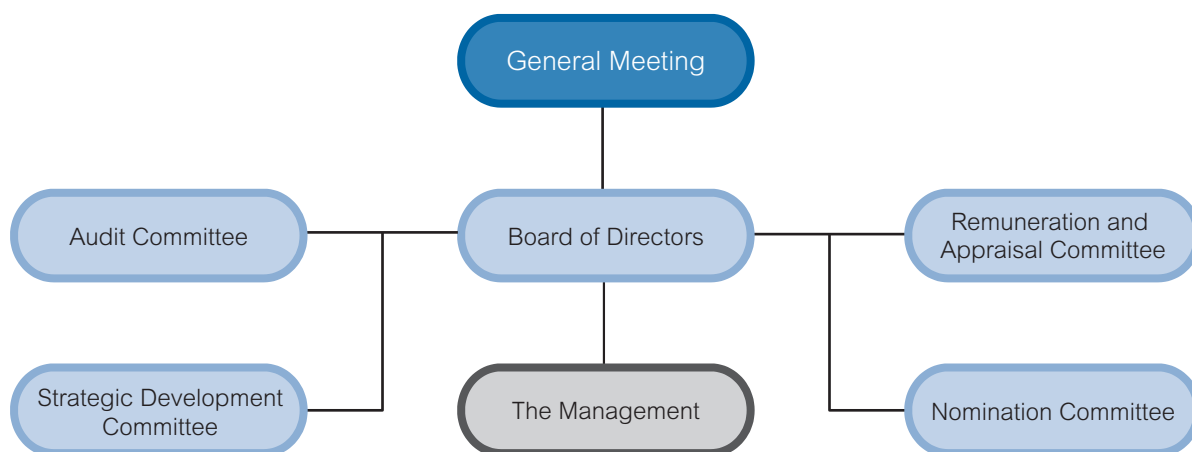 General Meeting
Audit Committee
Board of Directors
Remuneration and
Appraisal Committee
Strategic Development
Committee
The Management
Nomination Committee